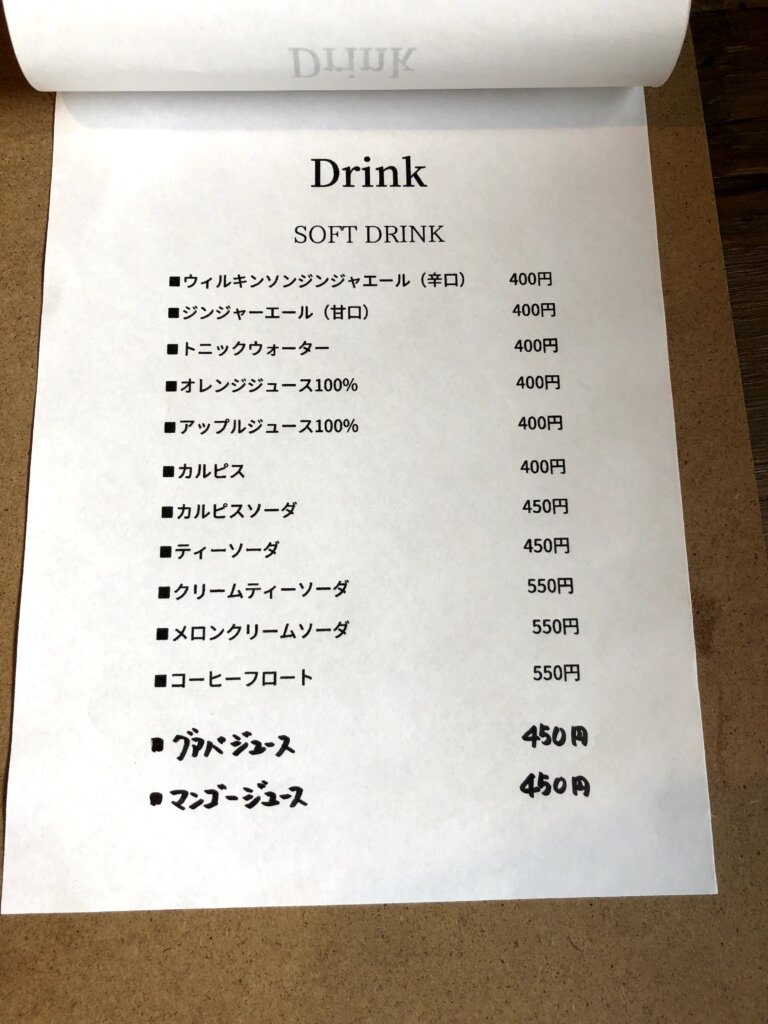 Drink
Drink
SOFT DRINK
■ウィルキンソンジンジャエール（辛口） 400円
■ジンジャーエール（甘口） 400円
■トニックウォーター 400円
■オレンジジュース100% 400円
■アップルジュース100% 400円
■カルピス 400円
■カルピスソーダ 450円
■ティーソーダ 450円
■クリームティーソーダ 550円
■メロンクリームソーダ 550円
■コーヒーフロート 550円
■グアバジュース 450円
■マンゴージュース 450円